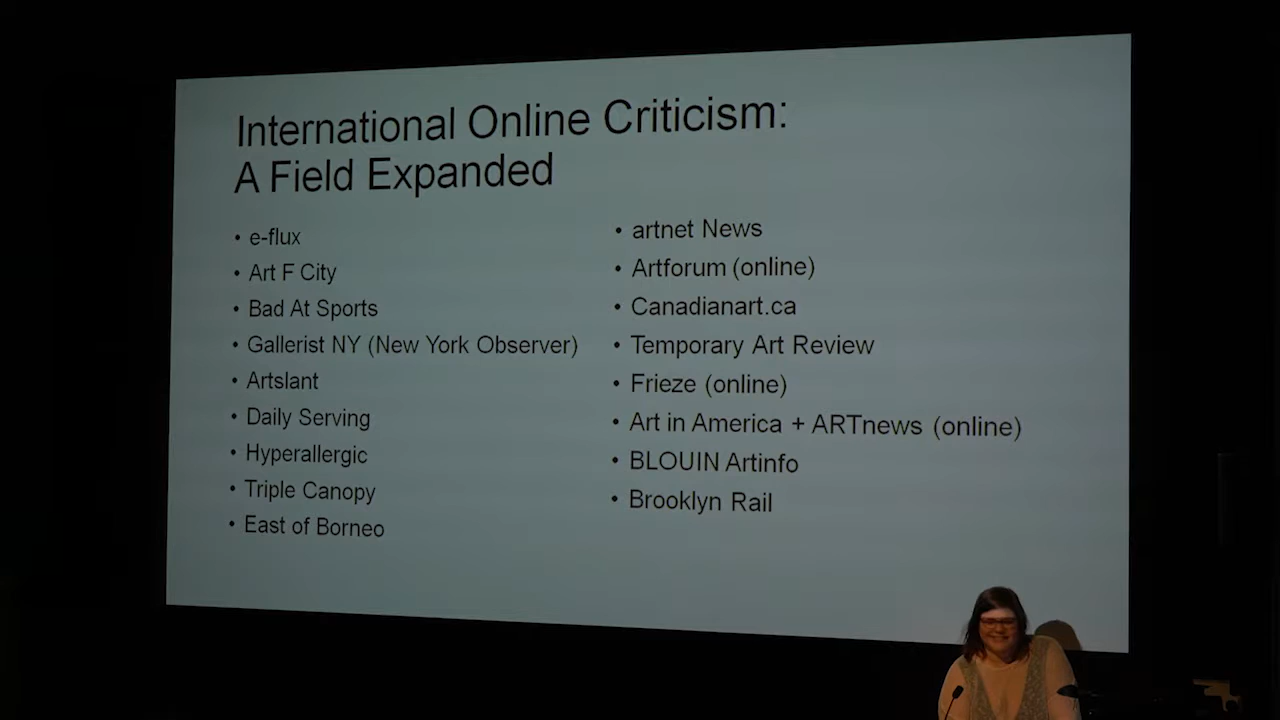 International Online Criticism:
A Field Expanded
• e-flux
• Art F City
• Bad At Sports
• Gallerist NY (New York Observer)
• Artslant
• Daily Serving
• Hyperallergic
• Triple Canopy
• East of Borneo
• artnet News
• Artforum (online)
• Canadianart.ca
• Temporary Art Review
• Frieze (online)
• Art in America + ARTnews (online)
• BLOUIN Artinfo
• Brooklyn Rail